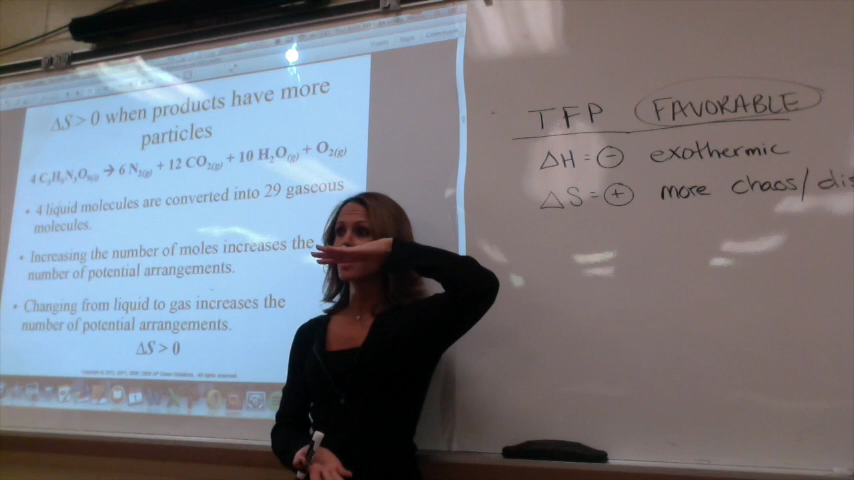 ΔS > 0 when products have more
particles
4 C₃H₅N₃O₉₍ₗ₎ → 6 N₂₍g₎ + 12 CO₂₍g₎ + 10 H₂O₍g₎ + O₂₍g₎
• 4 liquid molecules are converted into 29 gaseous
molecules.
• Increasing the number of moles increases the
number of potential arrangements.
• Changing from liquid to gas increases the
number of potential arrangements.
ΔS > 0
TFP FAVORABLE
ΔH = ⊖ exothermic
ΔS = ⊕ more chaos/dis